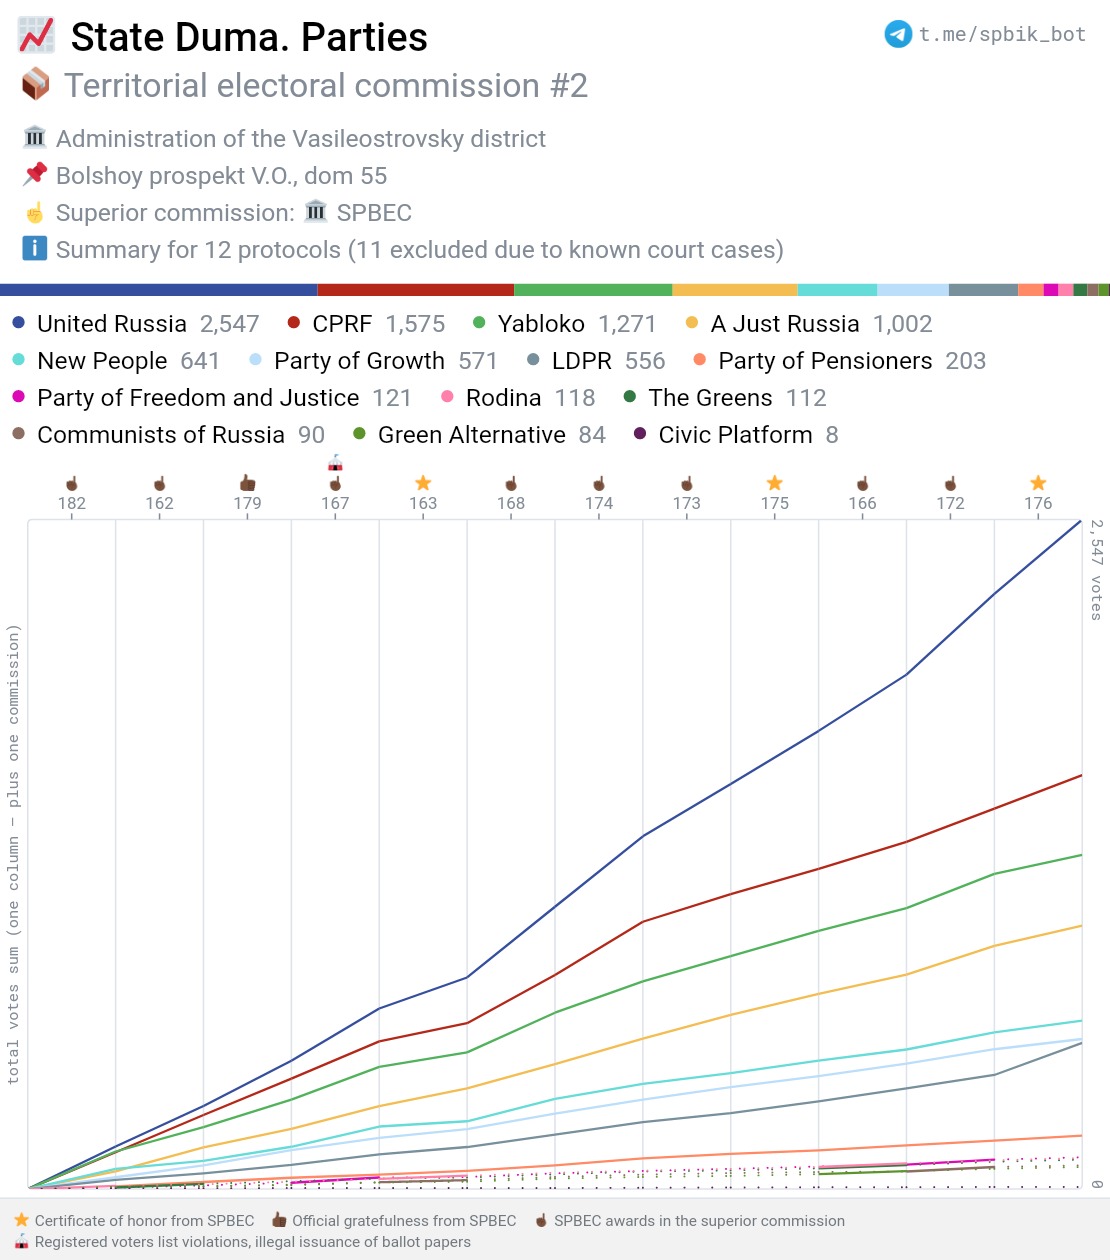 State Duma. Parties
t.me/spbik_bot
Territorial electoral commission #2
Administration of the Vasileostrovsky district
Bolshoy prospekt V.O., dom 55
Superior commission: SPBEC
Summary for 12 protocols (11 excluded due to known court cases)
United Russia 2,547 CPRF 1,575 Yabloko 1,271 A Just Russia 1,002
New People 641 Party of Growth 571 LDPR 556 Party of Pensioners 203
Party of Freedom and Justice 121 Rodina 118 The Greens 112
Communists of Russia 90 Green Alternative 84 Civic Platform 8
182 162 179 167 163 168 174 173 175 166 172 176
2,547 votes
total votes sum (one column — plus one commission)
0
Certificate of honor from SPBEC Official gratefulness from SPBEC SPBEC awards in the superior commission
Registered voters list violations, illegal issuance of ballot papers